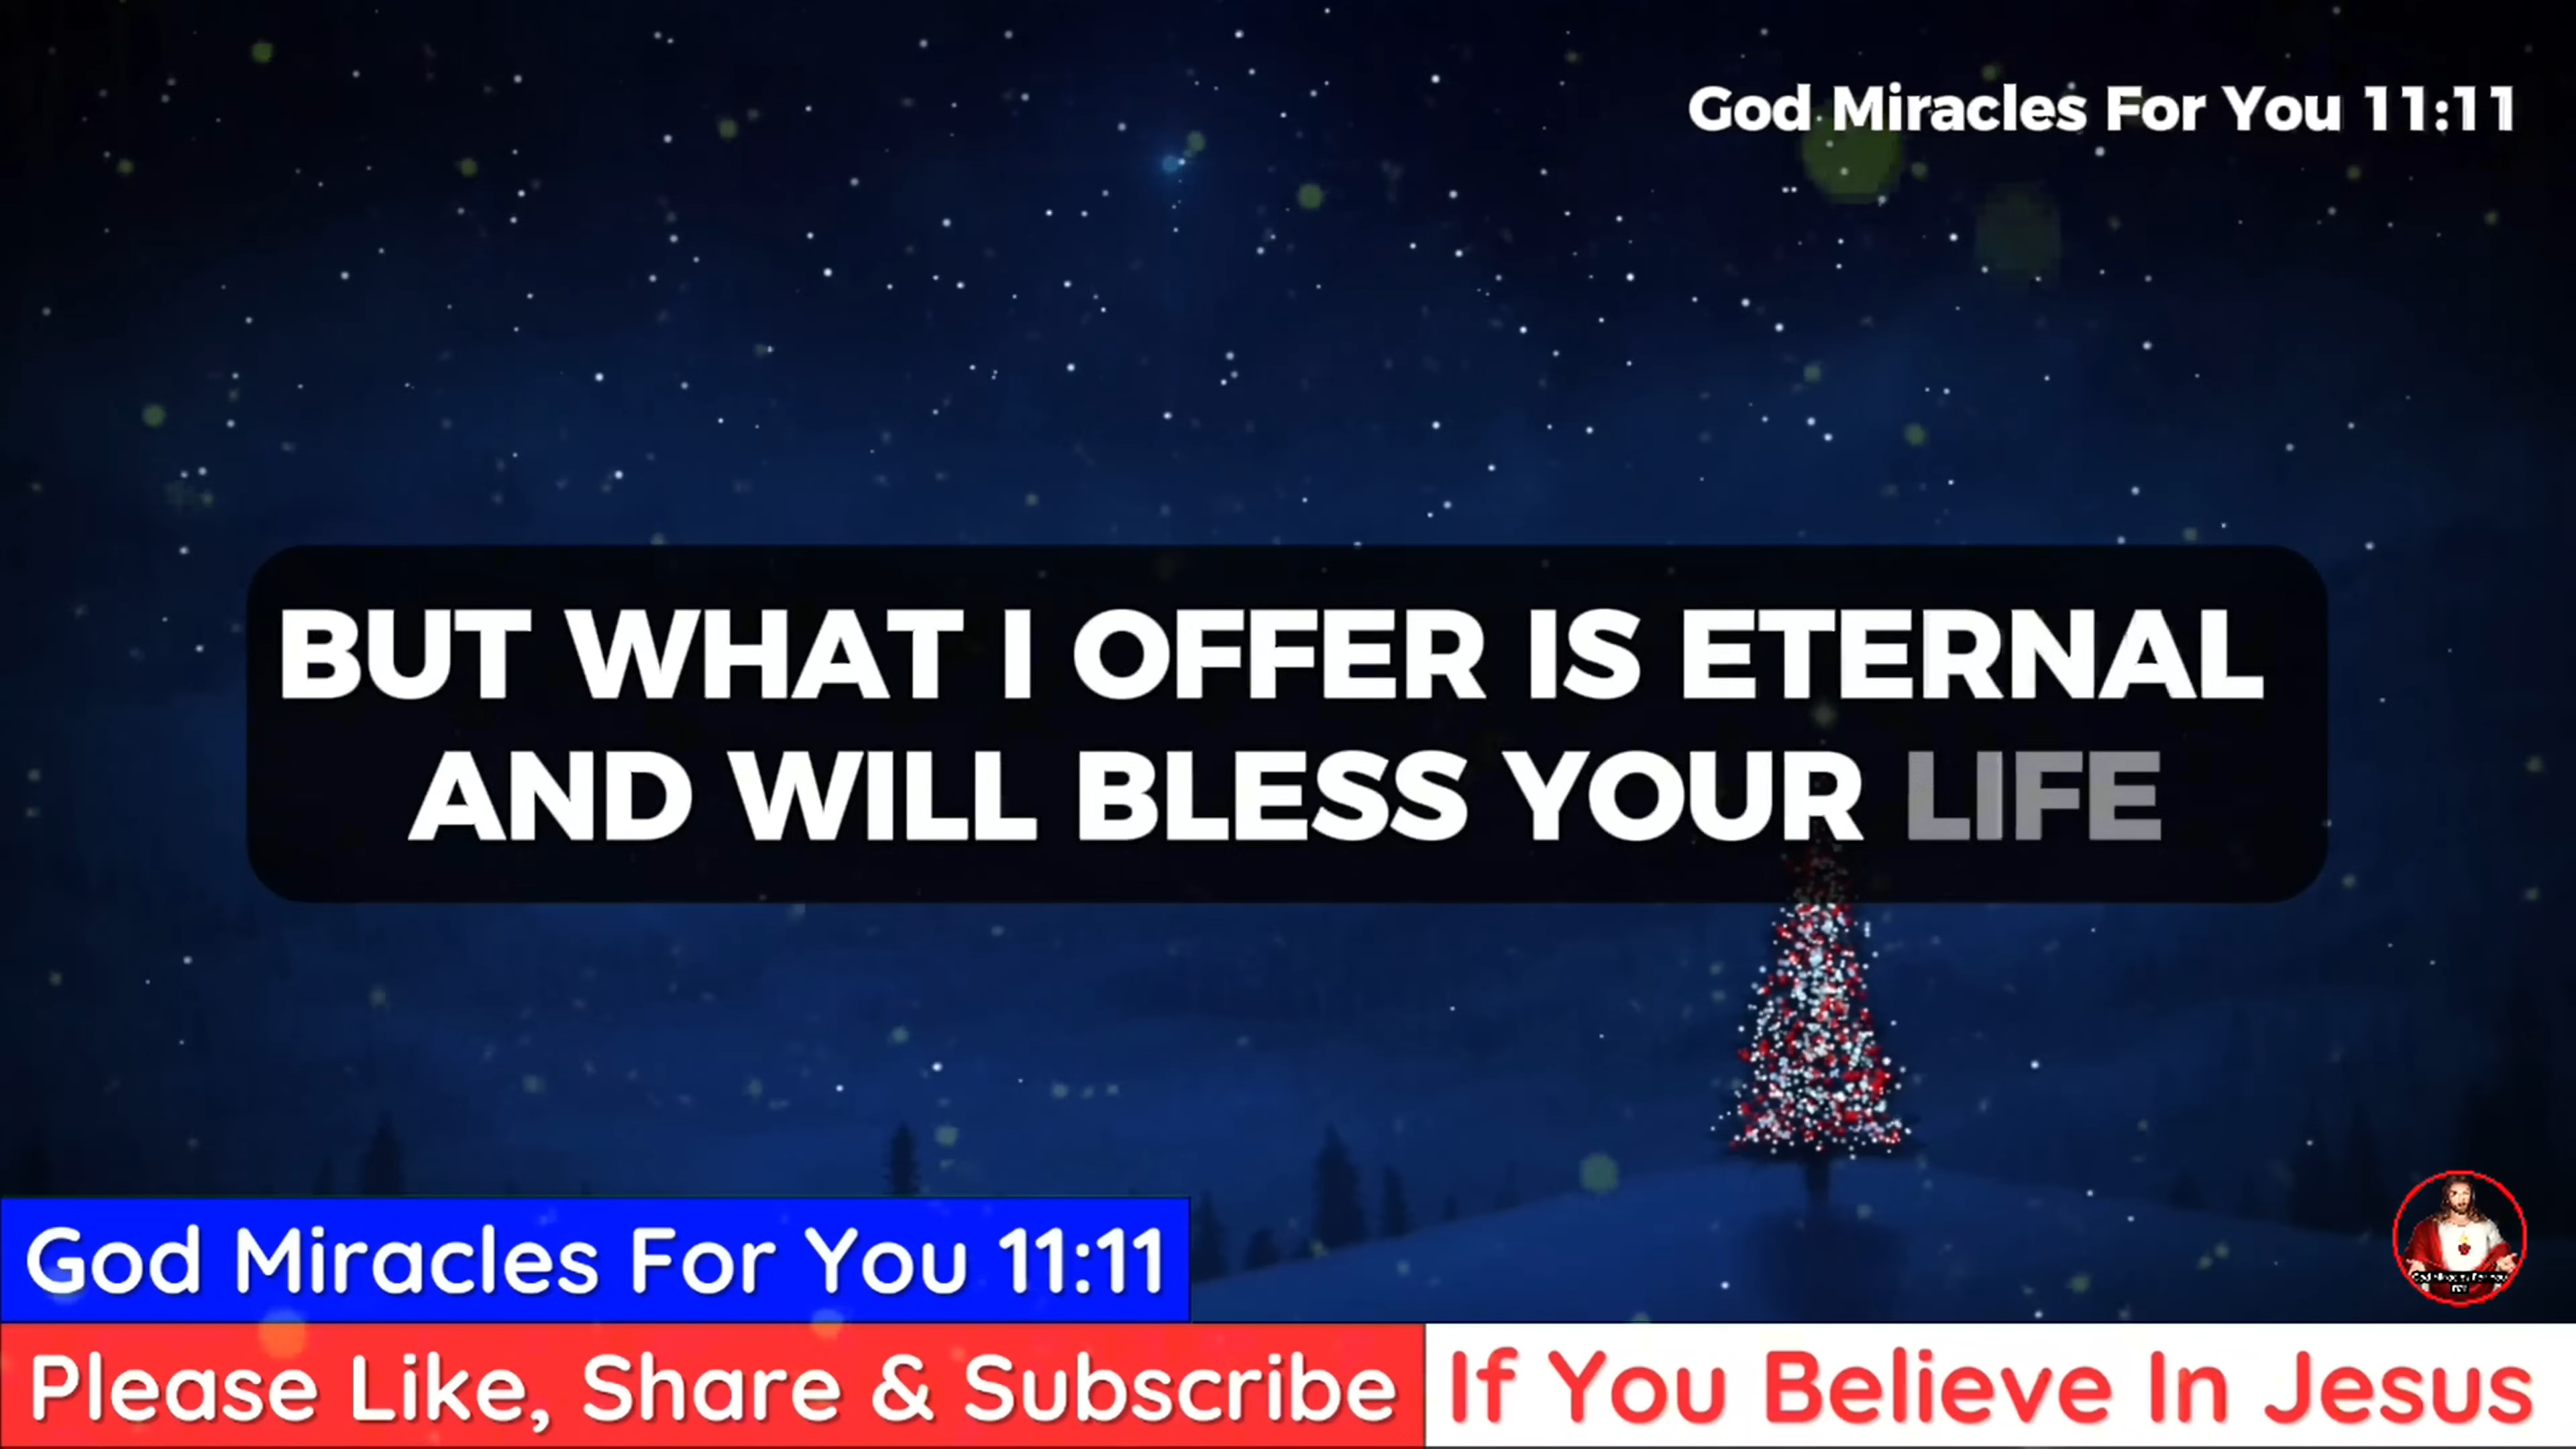 God Miracles For You 11:11
BUT WHAT I OFFER IS ETERNAL
AND WILL BLESS YOUR LIFE
God Miracles For You 11:11
Please Like, Share & Subscribe
If You Believe In Jesus